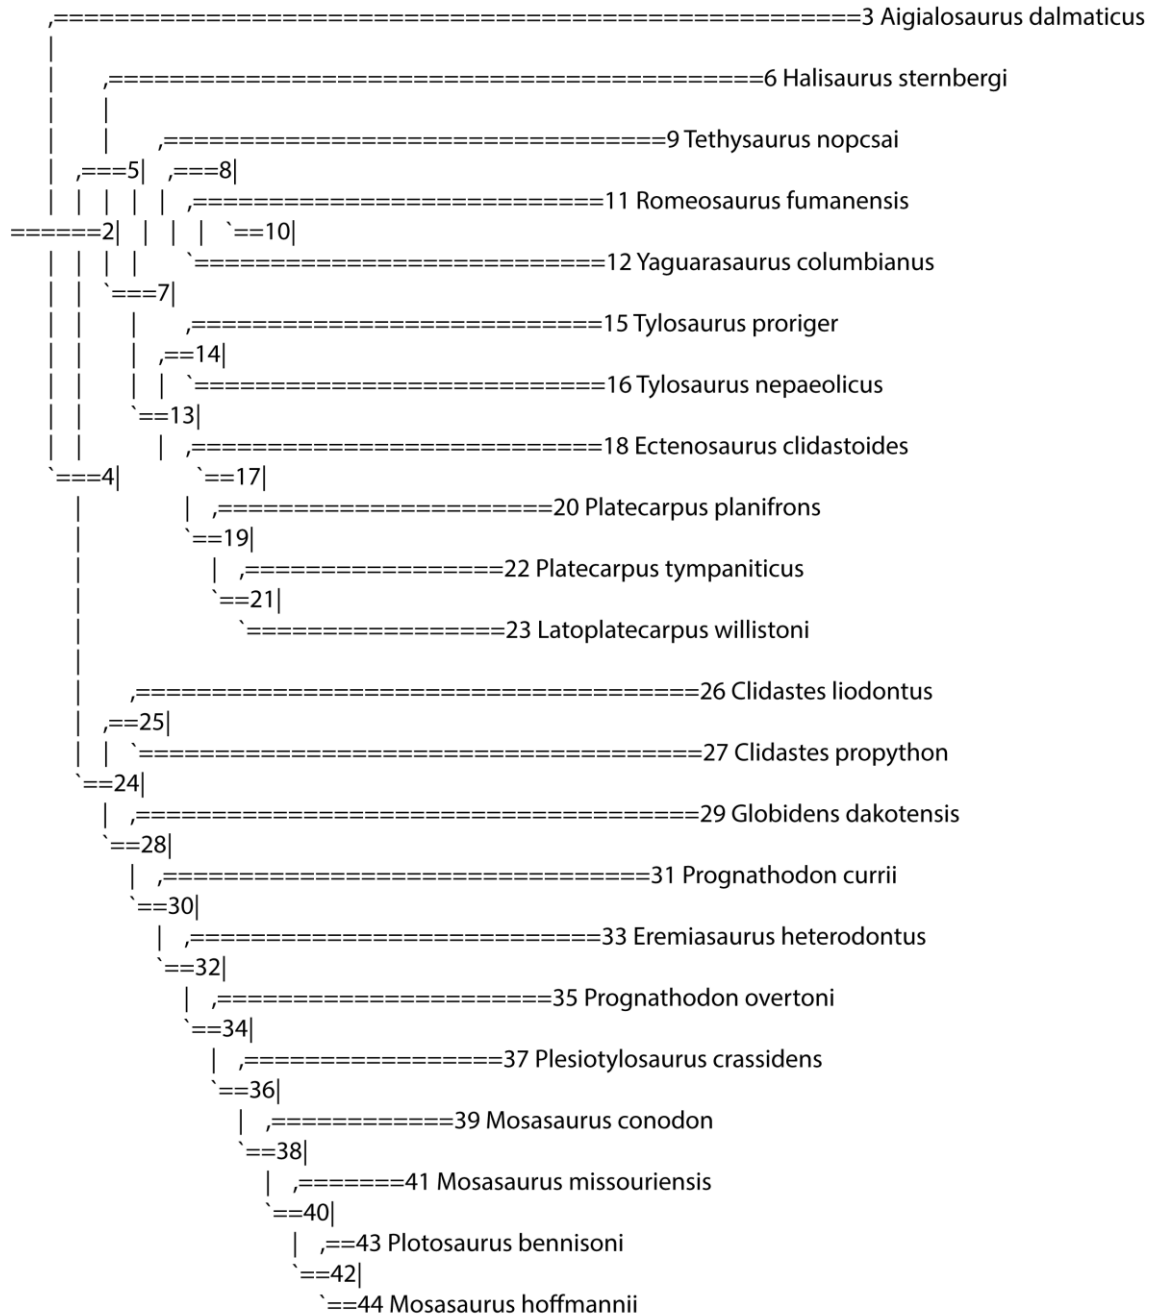 ,==========================================================3 Aigialosaurus dalmaticus
|
|
| ,===============================================6 Halisaurus sternbergi
| |
| | ,====================================9 Tethysaurus nopcsai
| ,===5| ,===8|
| | | | | ,=============================11 Romeosaurus fumanensis
======2| | | | `==10|
| | | | `=============================12 Yaguarasaurus columbianus
| | `===7|
| | | ,=============================15 Tylosaurus proriger
| | | ,==14|
| | | | `=============================16 Tylosaurus nepaeolicus
| | `==13|
| | | ,=============================18 Ectenosaurus clidastoides
`===4| `==17|
| | ,========================20 Platecarpus planifrons
| `==19|
| | ,==================22 Platecarpus tympaniticus
| `==21|
| `==================23 Latoplatecarpus willistoni
|
| ,========================================26 Clidastes liodontus
| ,==25|
| | `========================================27 Clidastes propython
`==24|
| ,========================================29 Globidens dakotensis
`==28|
| ,==================================31 Prognathodon currii
`==30|
| ,=============================33 Eremiasaurus heterodontus
`==32|
| ,========================35 Prognathodon overtoni
`==34|
| ,==================37 Plesiotylosaurus crassidens
`==36|
| ,=============39 Mosasaurus conodon
`==38|
| ,=======41 Mosasaurus missouriensis
`==40|
| ,==43 Plotosaurus bennisoni
`==42|
`==44 Mosasaurus hoffmannii